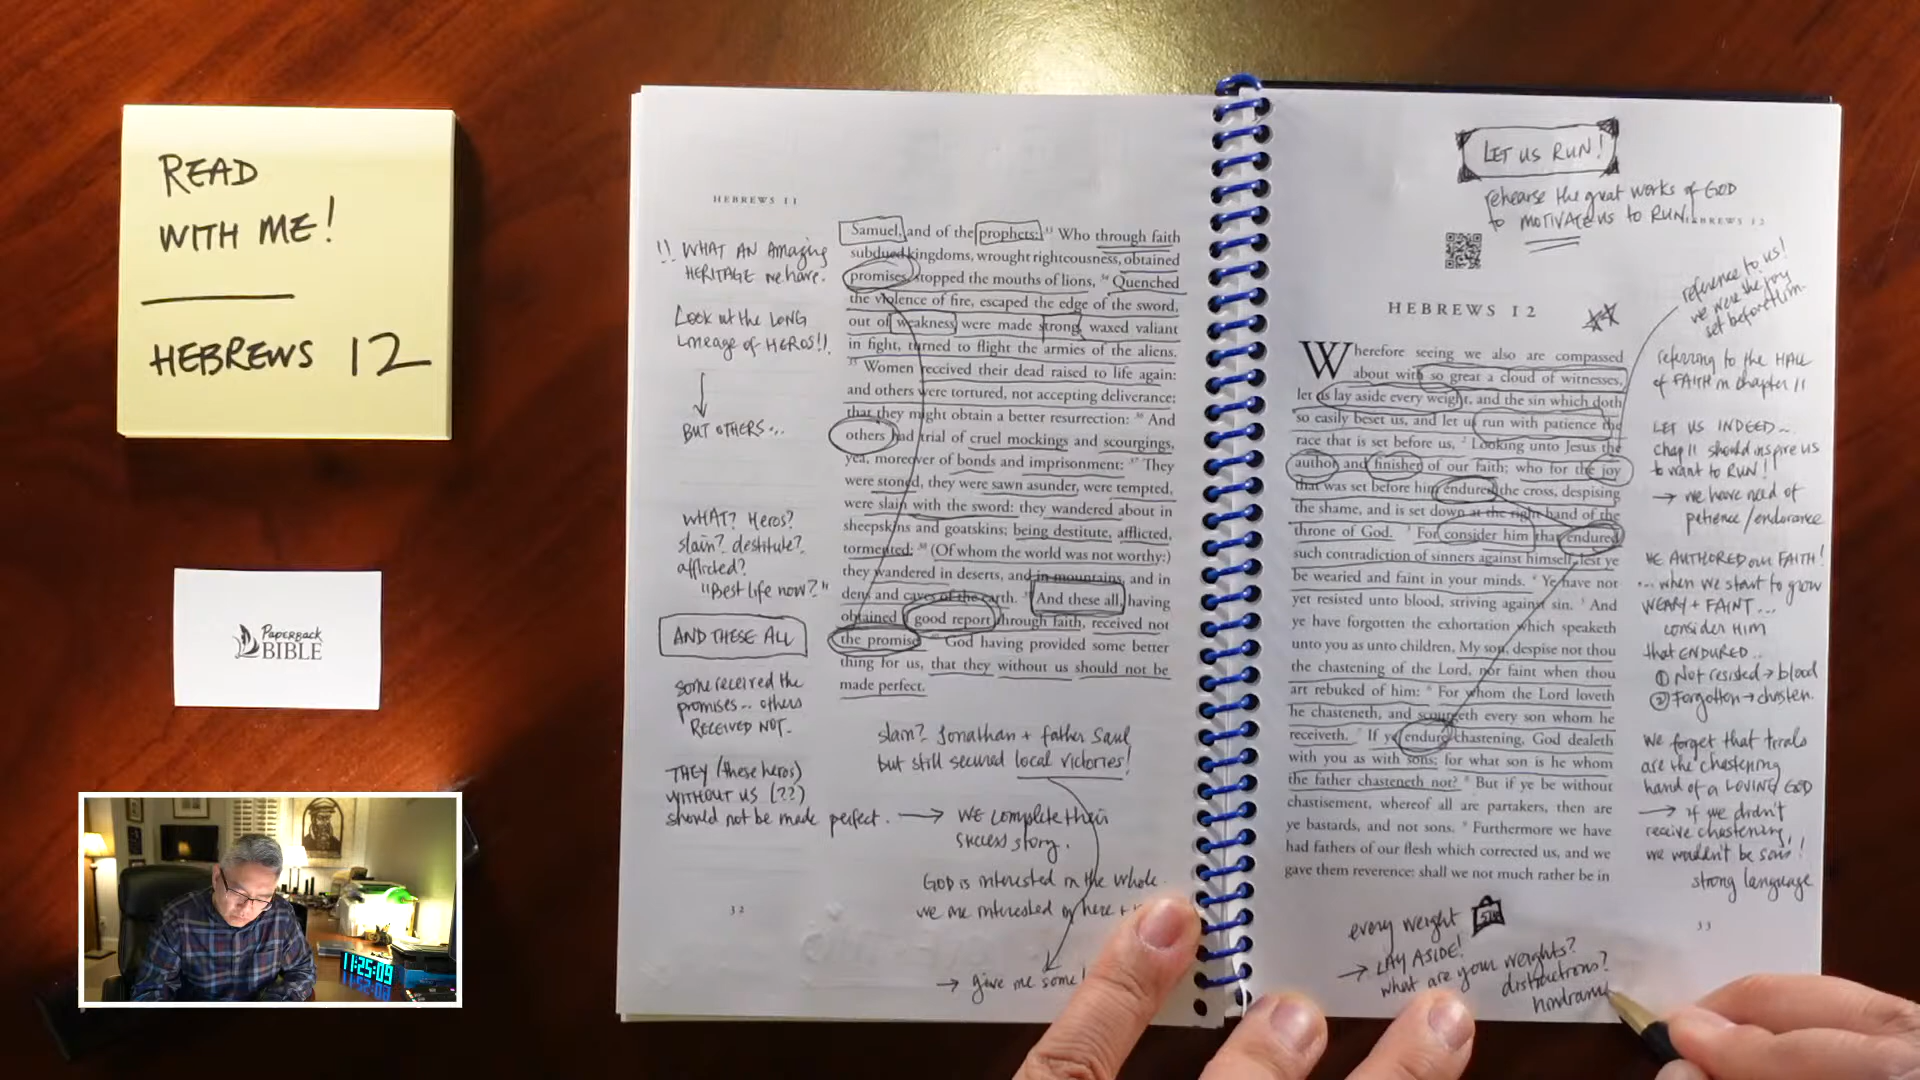 READ
WITH ME!
HEBREWS 12
Paperback
BIBLE
11:25:09
HEBREWS 11
!! WHAT AN Amazing
HERITAGE we have.
Look at the LONG
Lineage of HEROS!!
BUT OTHERS...
WHAT? Heros?
slain? destitute?
afflicted?
"Best life now?"
AND THESE ALL
some received the
promises... others
RECEIVED NOT.
THEY (these heros)
WITHOUT US (??)
should not be made perfect. → WE complete their
success story.
Samuel, and of the prophets: 33 Who through faith
subdued kingdoms, wrought righteousness, obtained
promises, stopped the mouths of lions, 34 Quenched
the violence of fire, escaped the edge of the sword,
out of weakness were made strong, waxed valiant
in fight, turned to flight the armies of the aliens.
35 Women received their dead raised to life again:
and others were tortured, not accepting deliverance;
that they might obtain a better resurrection: 36 And
others had trial of cruel mockings and scourgings,
yea, moreover of bonds and imprisonment: 37 They
were stoned, they were sawn asunder, were tempted,
were slain with the sword: they wandered about in
sheepskins and goatskins; being destitute, afflicted,
tormented; 38 (Of whom the world was not worthy:)
they wandered in deserts, and in mountains, and in
dens and caves of the earth. 39 And these all, having
obtained a good report through faith, received not
the promise: 40 God having provided some better
thing for us, that they without us should not be
made perfect.
slain? Jonathan + father Saul
but still secured local victories!
GOD is interested in the whole
we are interested in here +
→ give me some!
32
LET US RUN!
rehearse the great works of GOD
to MOTIVATE us to RUN.
HEBREWS 12
HEBREWS 12
Wherefore seeing we also are compassed
about with so great a cloud of witnesses,
let us lay aside every weight, and the sin which doth
so easily beset us, and let us run with patience the
race that is set before us, 2 Looking unto Jesus the
author and finisher of our faith; who for the joy
that was set before him endured the cross, despising
the shame, and is set down at the right hand of the
throne of God. 3 For consider him that endured
such contradiction of sinners against himself, lest ye
be wearied and faint in your minds. 4 Ye have not
yet resisted unto blood, striving against sin. 5 And
ye have forgotten the exhortation which speaketh
unto you as unto children, My son, despise not thou
the chastening of the Lord, nor faint when thou
art rebuked of him: 6 For whom the Lord loveth
he chasteneth, and scourgeth every son whom he
receiveth. 7 If ye endure chastening, God dealeth
with you as with sons; for what son is he whom
the father chasteneth not? 8 But if ye be without
chastisement, whereof all are partakers, then are
ye bastards, and not sons. 9 Furthermore we have
had fathers of our flesh which corrected us, and we
gave them reverence: shall we not much rather be in
reference to us!
we were the joy
set before Him.
referring to the HALL
of FAITH in chapter 11
LET US INDEED...
chap 11 should inspire us
to want to RUN!
→ we have need of
patience/endurance
HE AUTHORED our FAITH!
... when we start to grow
WEARY + FAINT...
consider HIM
that ENDURED...
① Not resisted → blood
② Forgotten → chasten.
We forget that trials
are the chastening
hand of a LOVING GOD
→ if we didn't
receive chastening,
we wouldn't be sons!
strong language
every weight SIN
→ LAY ASIDE!
what are your weights?
distractions?
33